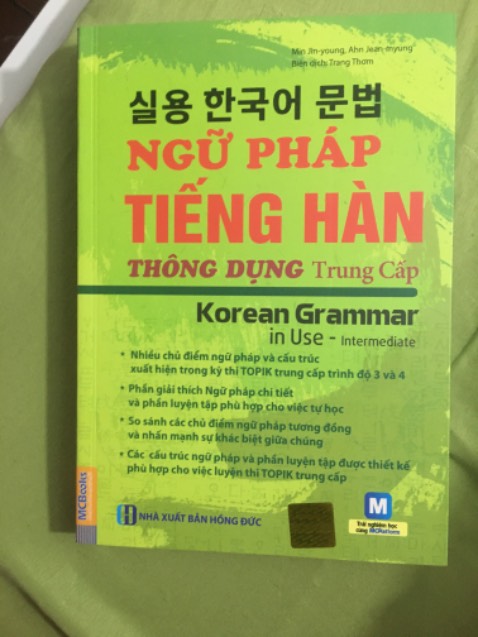 Min Jin-young, Ahn Jean-myung
Biên dịch: Trang Thơm
실용 한국어 문법
NGỮ PHÁP
TIẾNG HÀN
THÔNG DỤNG Trung Cấp
Korean Grammar
in Use - Intermediate
• Nhiều chủ điểm ngữ pháp và cấu trúc
xuất hiện trong kỳ thi TOPIK trung cấp trình độ 3 và 4
• Phần giải thích Ngữ pháp chi tiết
và phần luyện tập phù hợp cho việc tự học
• So sánh các chủ điểm ngữ pháp tương đồng
và nhấn mạnh sự khác biệt giữa chúng
• Các cấu trúc ngữ pháp và phần luyện tập được thiết kế
phù hợp cho việc luyện thi TOPIK trung cấp
MCBooks
NHÀ XUẤT BẢN HỒNG ĐỨC
M
Trải nghiệm học
cùng MCNations